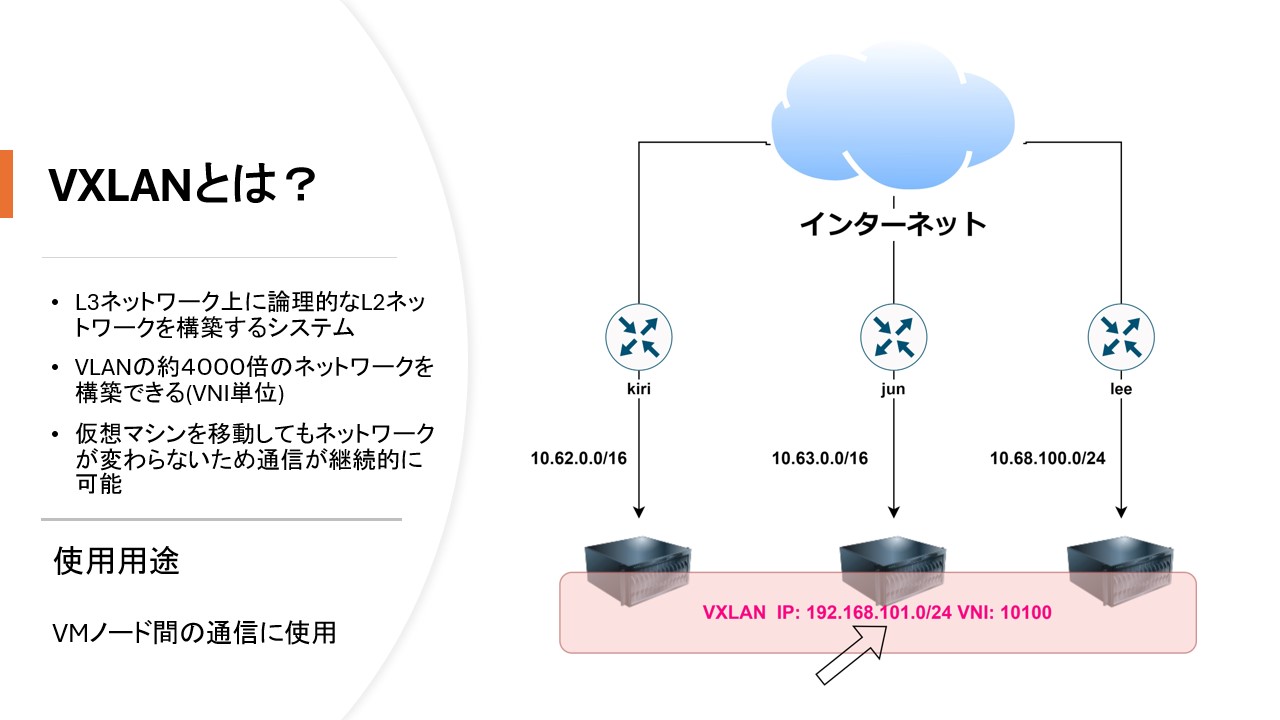 VXLANとは？
• L3ネットワーク上に論理的なL2ネッ
トワークを構築するシステム
• VLANの約4000倍のネットワークを
構築できる(VNI単位)
• 仮想マシンを移動してもネットワーク
が変わらないため通信が継続的に
可能
使用用途
VMノード間の通信に使用
インターネット
kiri
jun
lee
10.62.0.0/16
10.63.0.0/16
10.68.100.0/24
VXLAN IP: 192.168.101.0/24 VNI: 10100